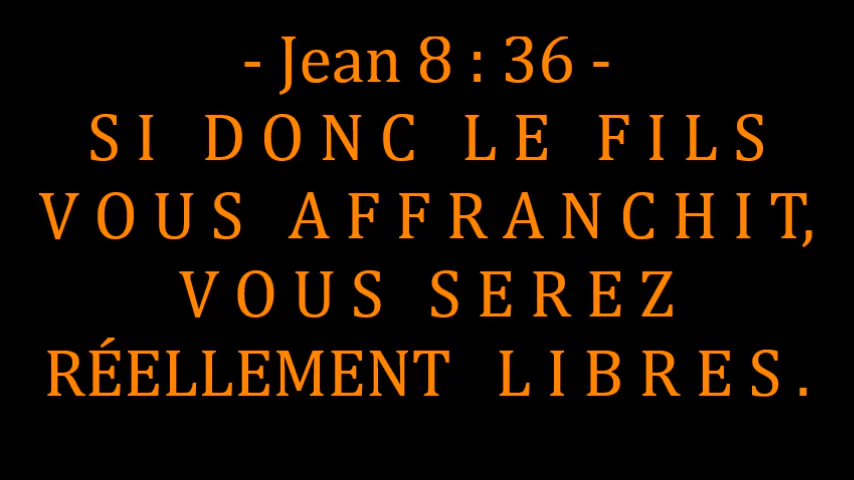 - Jean 8 : 36 -
SI DONC LE FILS
VOUS AFFRANCHIT,
VOUS SEREZ
RÉELLEMENT LIBRES.